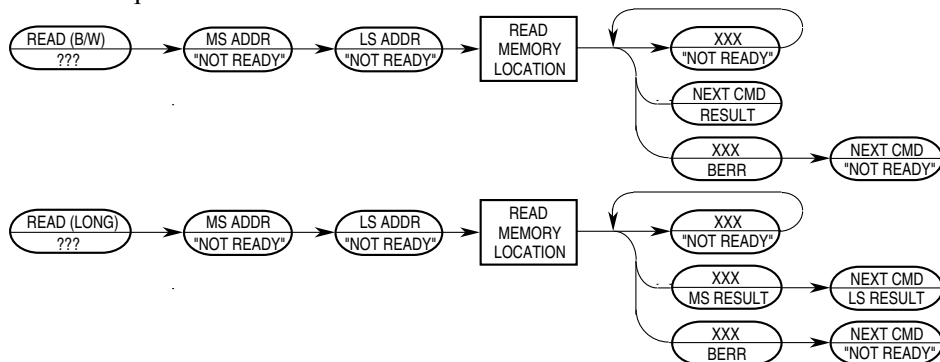 READ (B/W)
???
MS ADDR
"NOT READY"
LS ADDR
"NOT READY"
READ
MEMORY
LOCATION
XXX
"NOT READY"
NEXT CMD
RESULT
XXX
BERR
NEXT CMD
"NOT READY"
READ (LONG)
???
MS ADDR
"NOT READY"
LS ADDR
"NOT READY"
READ
MEMORY
LOCATION
XXX
"NOT READY"
XXX
MS RESULT
NEXT CMD
LS RESULT
XXX
BERR
NEXT CMD
"NOT READY"